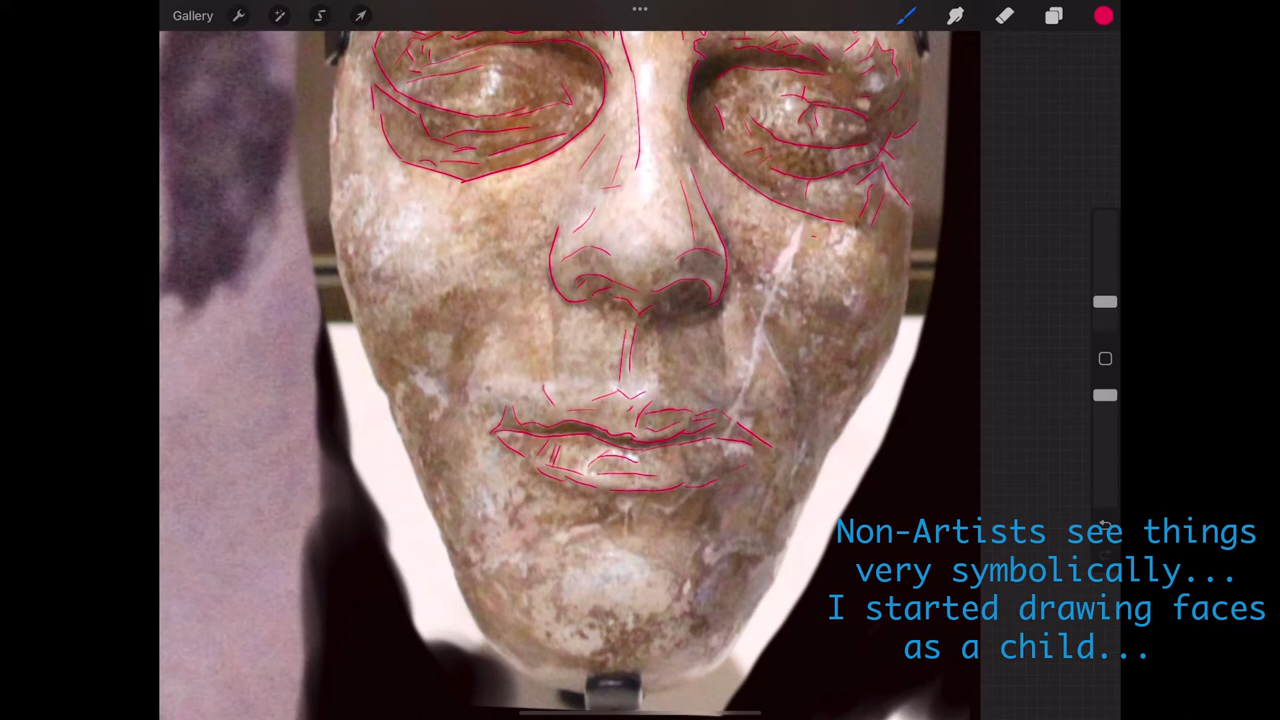 Gallery
Non-Artists see things
very symbolically...
I started drawing faces
as a child...